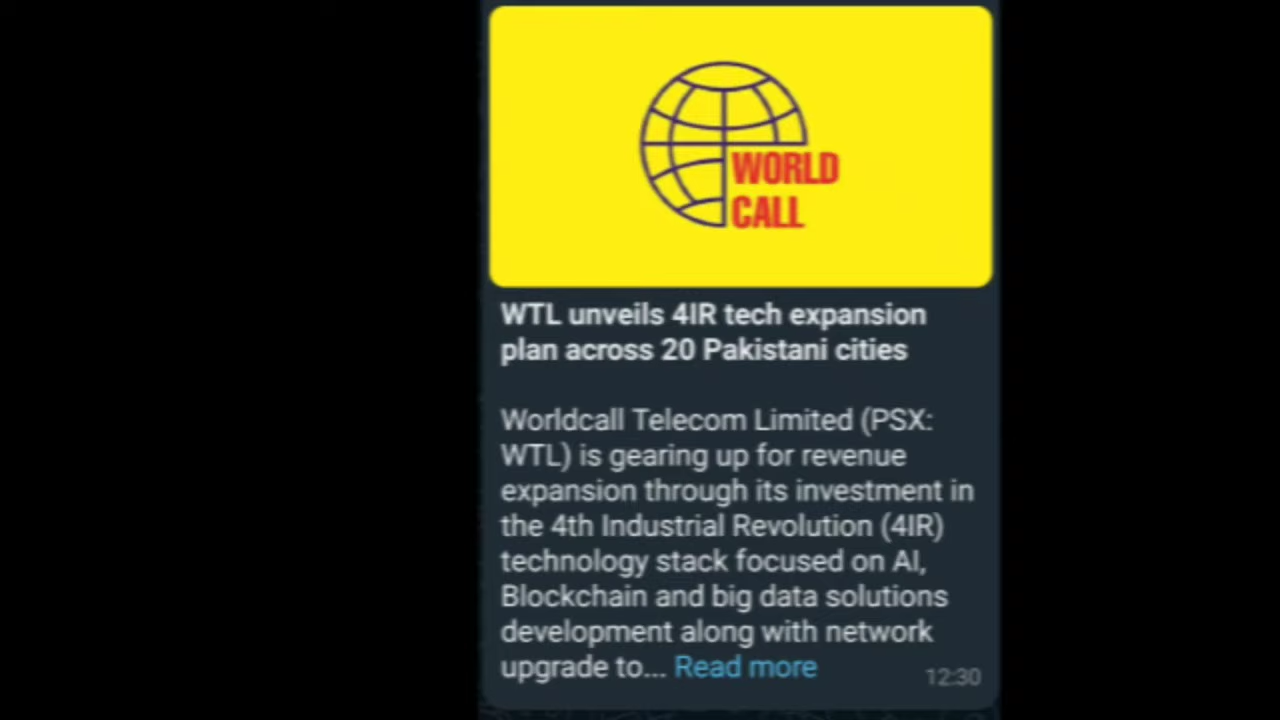 WORLD
CALL
WTL unveils 4IR tech expansion
plan across 20 Pakistani cities
Worldcall Telecom Limited (PSX:
WTL) is gearing up for revenue
expansion through its investment in
the 4th Industrial Revolution (4IR)
technology stack focused on AI,
Blockchain and big data solutions
development along with network
upgrade to... Read more
12:30